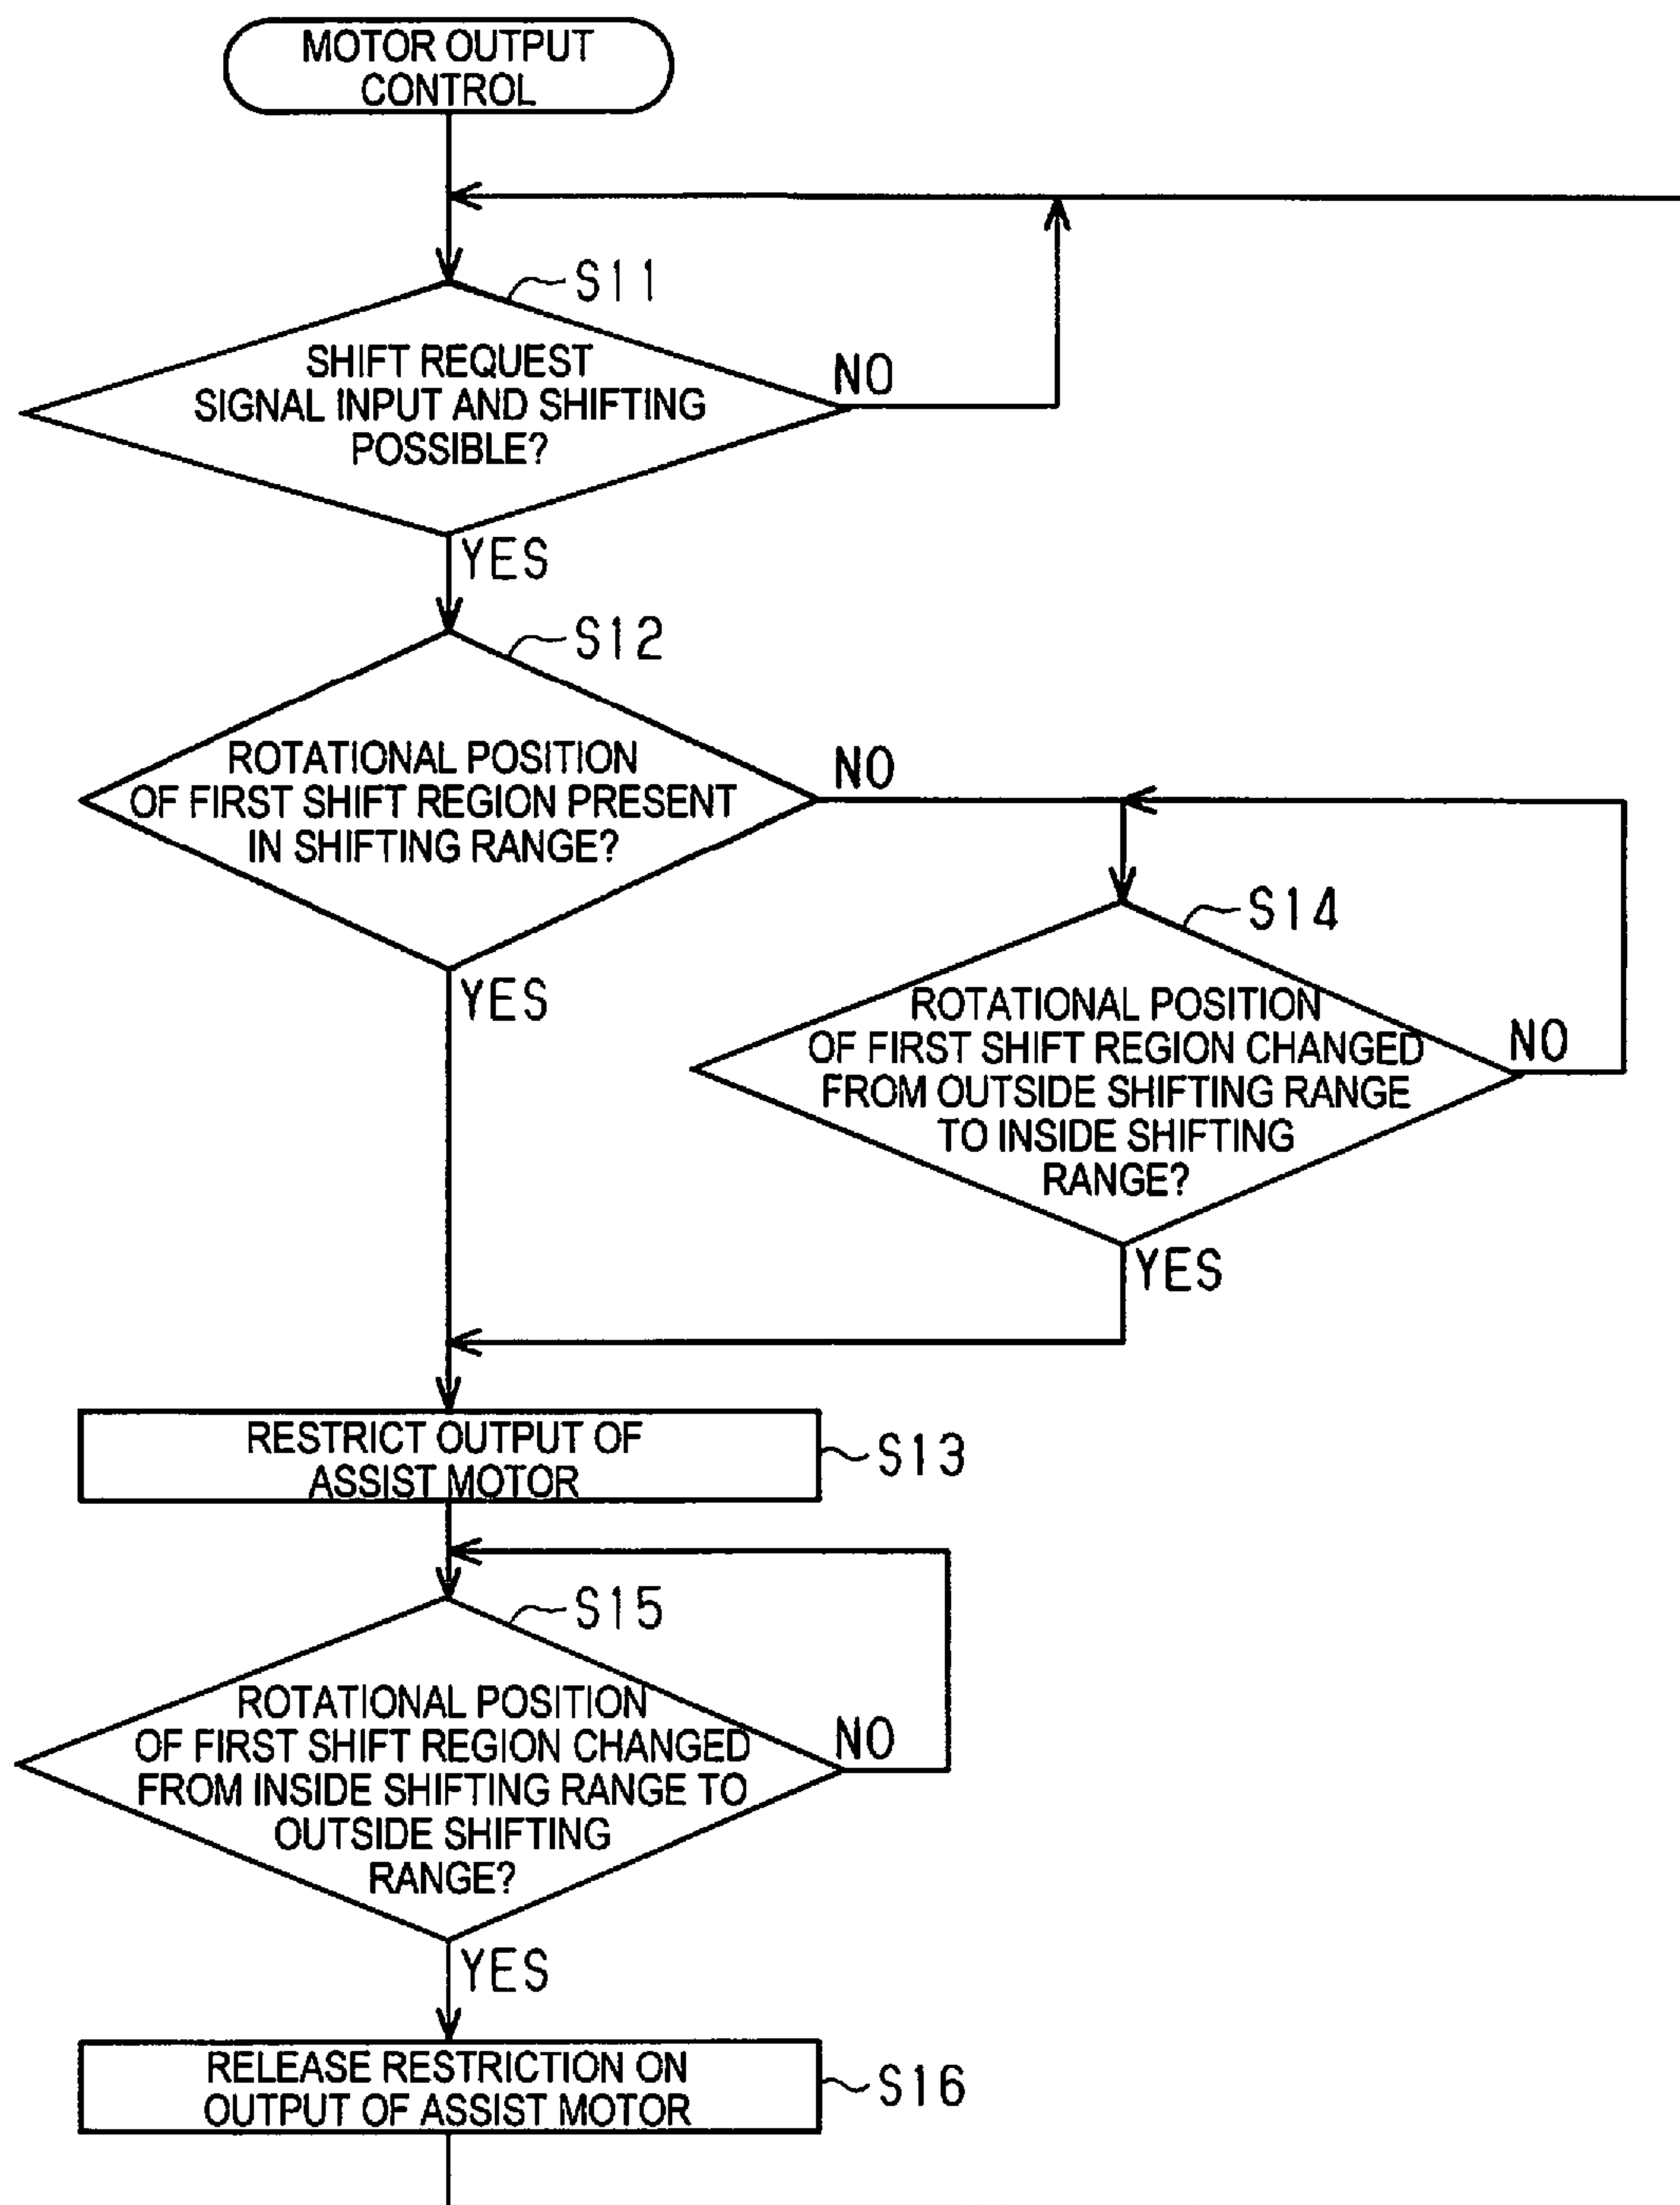 MOTOR OUTPUT
CONTROL
S11
SHIFT REQUEST
SIGNAL INPUT AND SHIFTING
POSSIBLE?
NO
YES
S12
ROTATIONAL POSITION
OF FIRST SHIFT REGION PRESENT
IN SHIFTING RANGE?
NO
YES
S14
ROTATIONAL POSITION
OF FIRST SHIFT REGION CHANGED
FROM OUTSIDE SHIFTING RANGE
TO INSIDE SHIFTING
RANGE?
NO
YES
RESTRICT OUTPUT OF
ASSIST MOTOR
S13
S15
ROTATIONAL POSITION
OF FIRST SHIFT REGION CHANGED
FROM INSIDE SHIFTING RANGE TO
OUTSIDE SHIFTING
RANGE?
NO
YES
RELEASE RESTRICTION ON
OUTPUT OF ASSIST MOTOR
S16